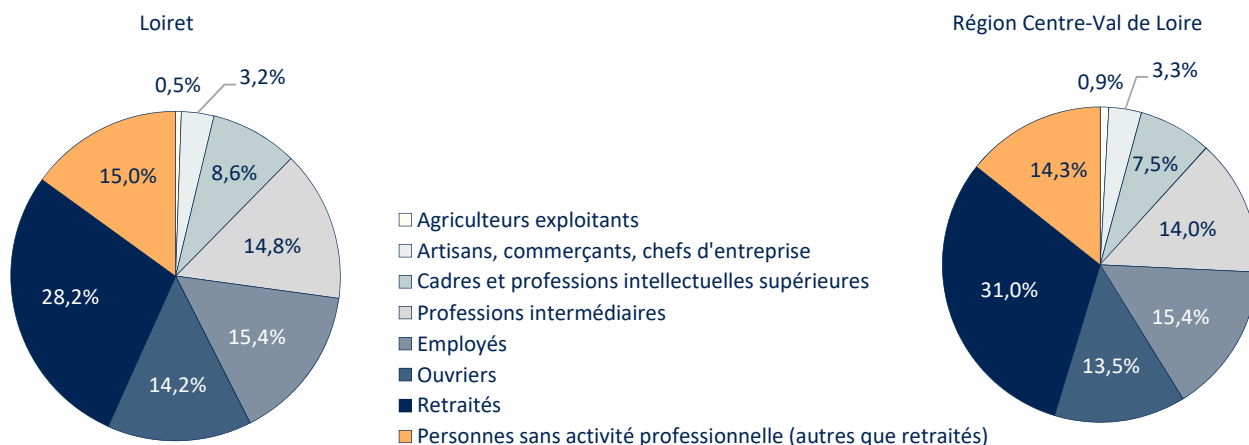 Loiret
0,5%
3,2%
8,6%
14,8%
15,4%
14,2%
28,2%
15,0%
Agriculteurs exploitants
Artisans, commerçants, chefs d'entreprise
Cadres et professions intellectuelles supérieures
Professions intermédiaires
Employés
Ouvriers
Retraités
Personnes sans activité professionnelle (autres que retraités)
Région Centre-Val de Loire
0,9%
3,3%
7,5%
14,0%
15,4%
13,5%
31,0%
14,3%